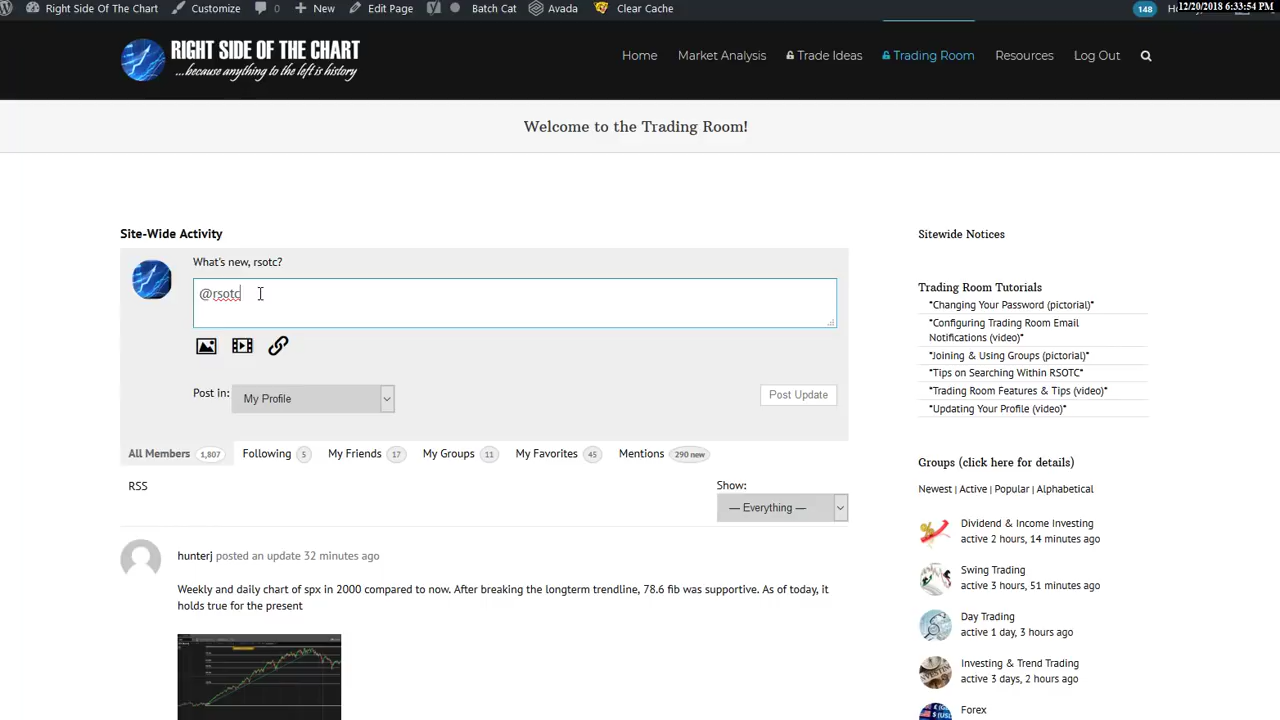 Right Side Of The Chart
Customize
0
New
Edit Page
Batch Cat
Avada
Clear Cache
148
12/20/2018 6:33:54 PM
RIGHT SIDE OF THE CHART
...because anything to the left is history
Home
Market Analysis
Trade Ideas
Trading Room
Resources
Log Out
Welcome to the Trading Room!
Site-Wide Activity
What's new, rsotc?
@rsotc
Post in:
My Profile
Post Update
All Members 1,807
Following 5
My Friends 17
My Groups 11
My Favorites 45
Mentions 290 new
RSS
Show:
— Everything —
hunterj posted an update 32 minutes ago
Weekly and daily chart of spx in 2000 compared to now. After breaking the longterm trendline, 78.6 fib was supportive. As of today, it
holds true for the present
Sitewide Notices
Trading Room Tutorials
*Changing Your Password (pictorial)*
*Configuring Trading Room Email
Notifications (video)*
*Joining & Using Groups (pictorial)*
*Tips on Searching Within RSOTC*
*Trading Room Features & Tips (video)*
*Updating Your Profile (video)*
Groups (click here for details)
Newest | Active | Popular | Alphabetical
Dividend & Income Investing
active 2 hours, 14 minutes ago
Swing Trading
active 3 hours, 51 minutes ago
Day Trading
active 1 day, 3 hours ago
Investing & Trend Trading
active 3 days, 2 hours ago
Forex